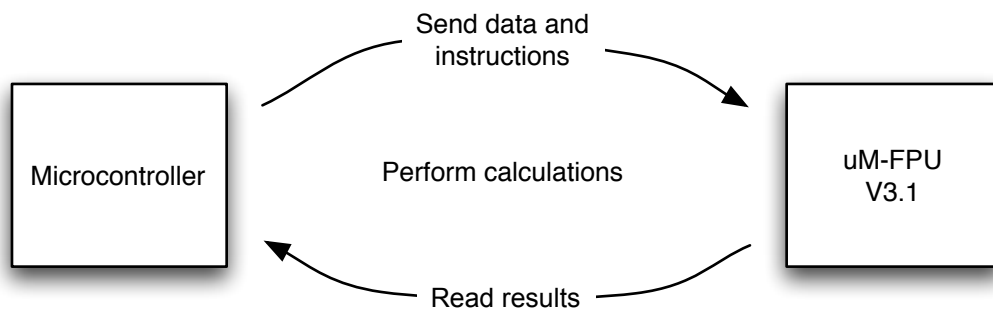 Send data and
instructions
Microcontroller
Perform calculations
uM-FPU
V3.1
Read results